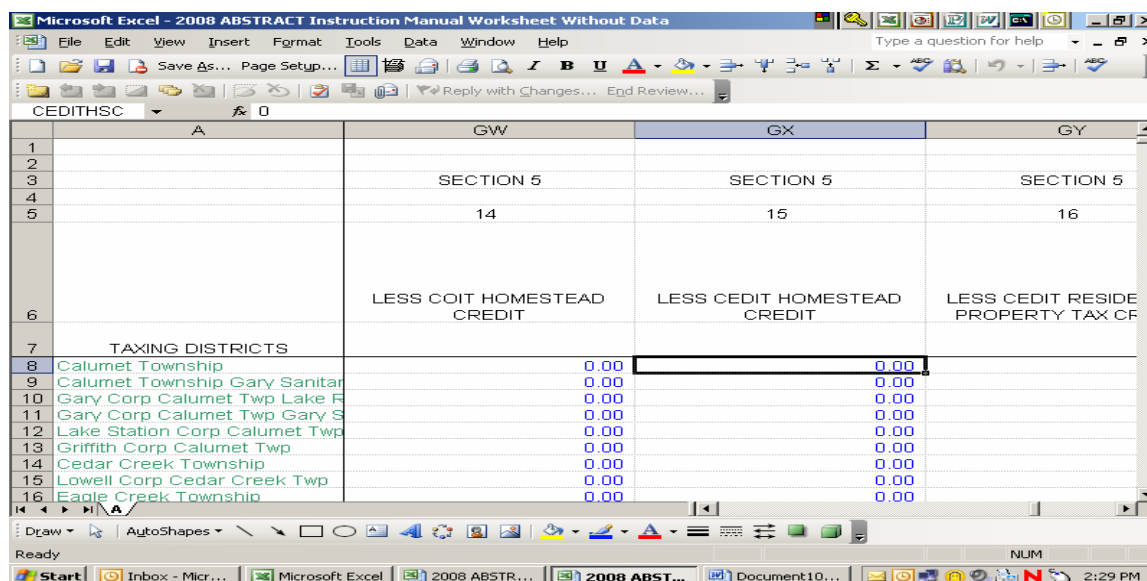 Microsoft Excel - 2008 ABSTRACT Instruction Manual Worksheet Without Data
File Edit View Insert Format Tools Data Window Help Type a question for help
Save As... Page Setup... I B U A Σ ABC ABC
Reply with Changes... End Review...
CEDITHSC fx 0
A GW GX GY
1
2
3 SECTION 5 SECTION 5 SECTION 5
4
5 14 15 16
LESS COIT HOMESTEAD LESS CEDIT HOMESTEAD LESS CEDIT RESIDE
6 CREDIT CREDIT PROPERTY TAX CR
7 TAXING DISTRICTS
8 Calumet Township 0.00 0.00
9 Calumet Township Gary Sanitar 0.00 0.00
10 Gary Corp Calumet Twp Lake R 0.00 0.00
11 Gary Corp Calumet Twp Gary S 0.00 0.00
12 Lake Station Corp Calumet Twp 0.00 0.00
13 Griffith Corp Calumet Twp 0.00 0.00
14 Cedar Creek Township 0.00 0.00
15 Lowell Corp Cedar Creek Twp 0.00 0.00
16 Eagle Creek Township 0.00 0.00
A
Draw AutoShapes A A
Ready NUM
Start Inbox - Micr... Microsoft Excel 2008 ABSTR... 2008 ABST... Document10... N 2:29 PM